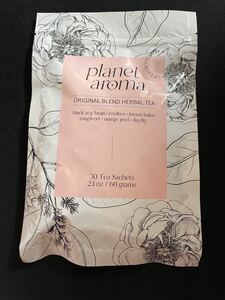 planet
aroma
ORIGINAL BLEND HERBAL TEA
black soy bean • rooibos • lemon balm
mugwort • orange peel • daylily
30 Tea Sachets
2.1 oz / 60 grams